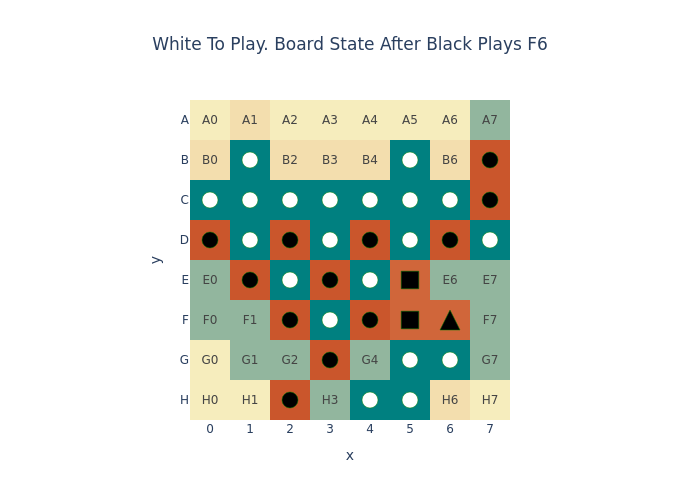 White To Play. Board State After Black Plays F6
A A0 A1 A2 A3 A4 A5 A6 A7
B B0 B2 B3 B4 B6
C
D
E E0 E6 E7
F F0 F1 F7
G G0 G1 G2 G4 G7
H H0 H1 H3 H6 H7
0 1 2 3 4 5 6 7
x
y